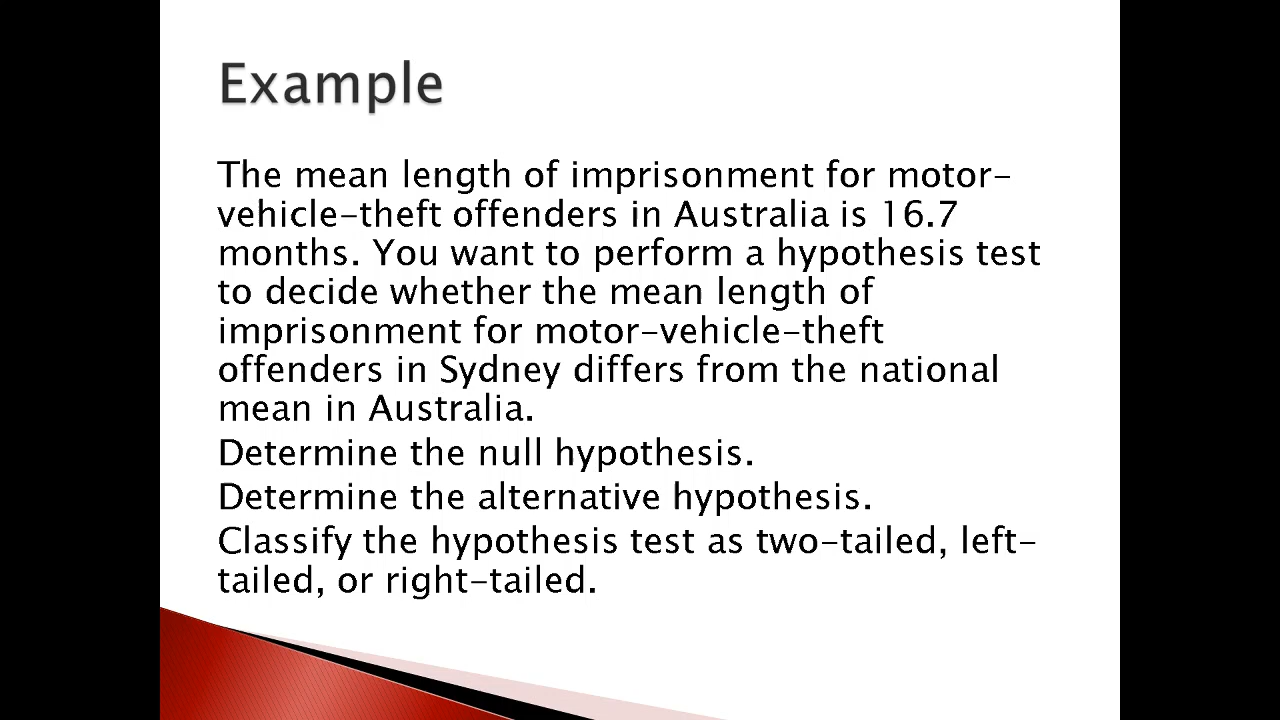 Example
The mean length of imprisonment for motor-
vehicle-theft offenders in Australia is 16.7
months. You want to perform a hypothesis test
to decide whether the mean length of
imprisonment for motor-vehicle-theft
offenders in Sydney differs from the national
mean in Australia.
Determine the null hypothesis.
Determine the alternative hypothesis.
Classify the hypothesis test as two-tailed, left-
tailed, or right-tailed.